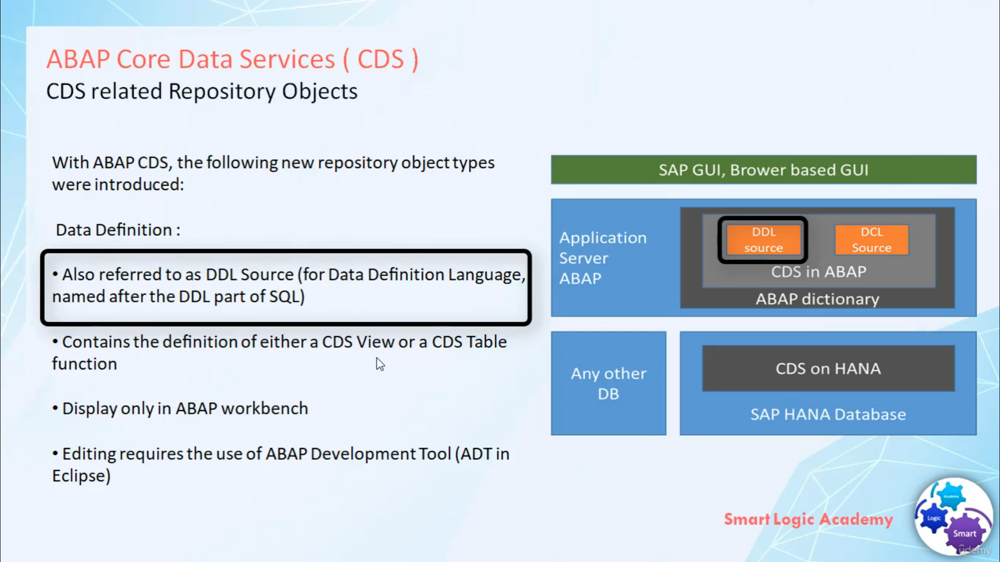 ABAP Core Data Services ( CDS )
CDS related Repository Objects
With ABAP CDS, the following new repository object types
were introduced:
Data Definition :
• Also referred to as DDL Source (for Data Definition Language,
named after the DDL part of SQL)
• Contains the definition of either a CDS View or a CDS Table
function
• Display only in ABAP workbench
• Editing requires the use of ABAP Development Tool (ADT in
Eclipse)
SAP GUI, Brower based GUI
Application
Server
ABAP
DDL
source
DCL
Source
CDS in ABAP
ABAP dictionary
Any other
DB
CDS on HANA
SAP HANA Database
Smart Logic Academy
Academy
Logic
Smart
ûdemy